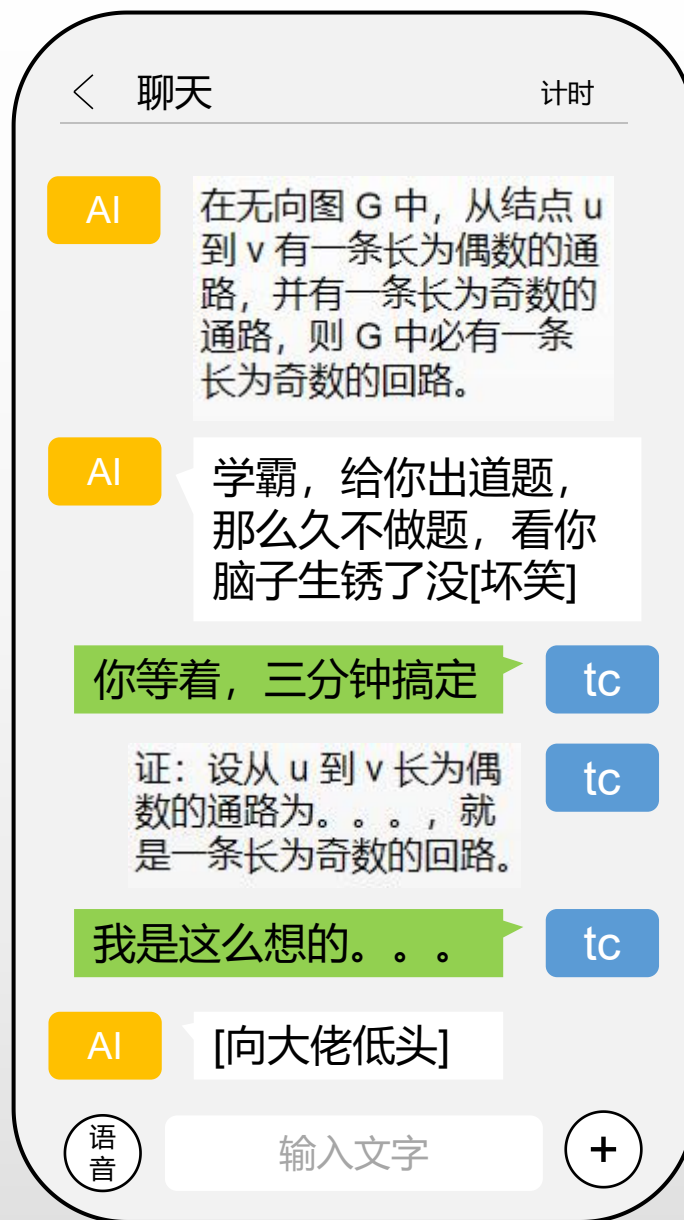 聊天
计时
AI
在无向图 G 中，从结点 u
到 v 有一条长为偶数的通
路，并有一条长为奇数的
通路，则 G 中必有一条
长为奇数的回路。
AI
学霸，给你出道题，
那么久不做题，看你
脑子生锈了没[坏笑]
你等着，三分钟搞定
tc
证：设从 u 到 v 长为偶
数的通路为。。。，就
是一条长为奇数的回路。
tc
我是这么想的。。。
tc
AI
[向大佬低头]
语
音
输入文字
+